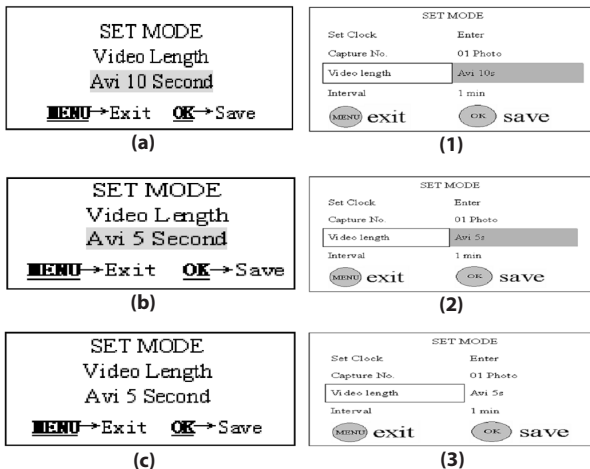 SET MODE
Video Length
Avi 10 Second
MENU→Exit OK→Save
(a)
SET MODE
Set Clock Enter
Capture No. 01 Photo
Video length Avi 10s
Interval 1 min
MENU exit OK save
(1)
SET MODE
Video Length
Avi 5 Second
MENU→Exit OK→Save
(b)
SET MODE
Set Clock Enter
Capture No. 01 Photo
Video length Avi 5s
Interval 1 min
MENU exit OK save
(2)
SET MODE
Video Length
Avi 5 Second
MENU→Exit OK→Save
(c)
SET MODE
Set Clock Enter
Capture No. 01 Photo
Video length Avi 5s
Interval 1 min
MENU exit OK save
(3)